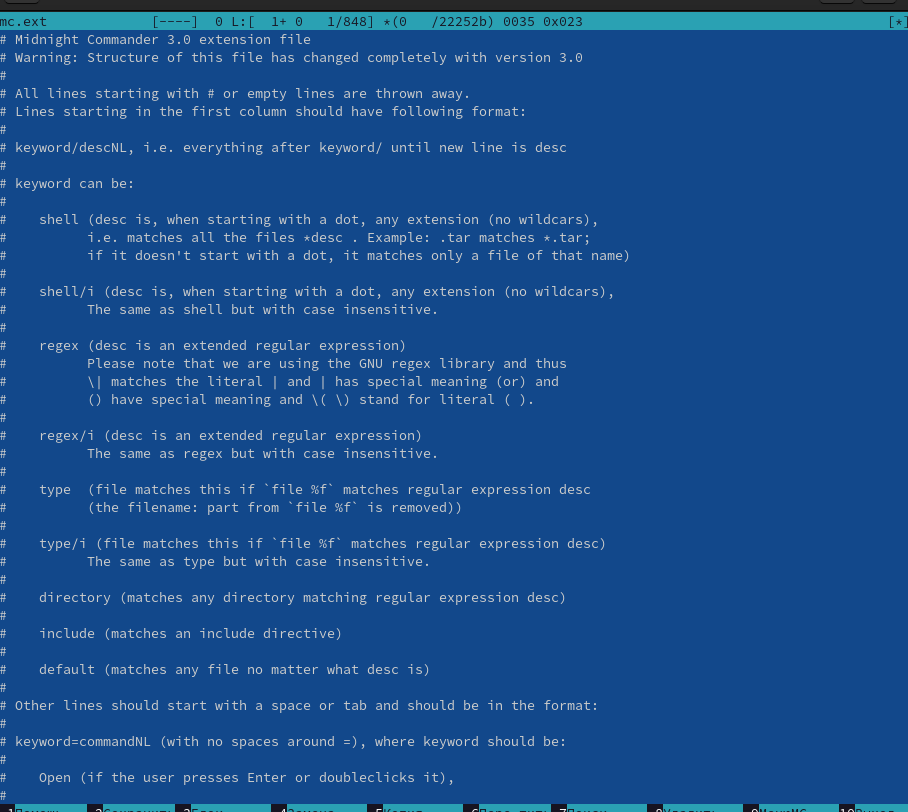 mc.ext [----] 0 L:[ 1+ 0 1/848] *(0 /22252b) 0035 0x023 [*]
# Midnight Commander 3.0 extension file
# Warning: Structure of this file has changed completely with version 3.0
#
# All lines starting with # or empty lines are thrown away.
# Lines starting in the first column should have following format:
#
# keyword/descNL, i.e. everything after keyword/ until new line is desc
#
# keyword can be:
#
#    shell (desc is, when starting with a dot, any extension (no wildcars),
#          i.e. matches all the files *desc . Example: .tar matches *.tar;
#          if it doesn't start with a dot, it matches only a file of that name)
#
#    shell/i (desc is, when starting with a dot, any extension (no wildcars),
#          The same as shell but with case insensitive.
#
#    regex (desc is an extended regular expression)
#          Please note that we are using the GNU regex library and thus
#          \| matches the literal | and | has special meaning (or) and
#          () have special meaning and \( \) stand for literal ( ).
#
#    regex/i (desc is an extended regular expression)
#          The same as regex but with case insensitive.
#
#    type  (file matches this if `file %f` matches regular expression desc
#          (the filename: part from `file %f` is removed))
#
#    type/i (file matches this if `file %f` matches regular expression desc)
#          The same as type but with case insensitive.
#
#    directory (matches any directory matching regular expression desc)
#
#    include (matches an include directive)
#
#    default (matches any file no matter what desc is)
#
# Other lines should start with a space or tab and should be in the format:
#
# keyword=commandNL (with no spaces around =), where keyword should be:
#
#    Open (if the user presses Enter or doubleclicks it),
#